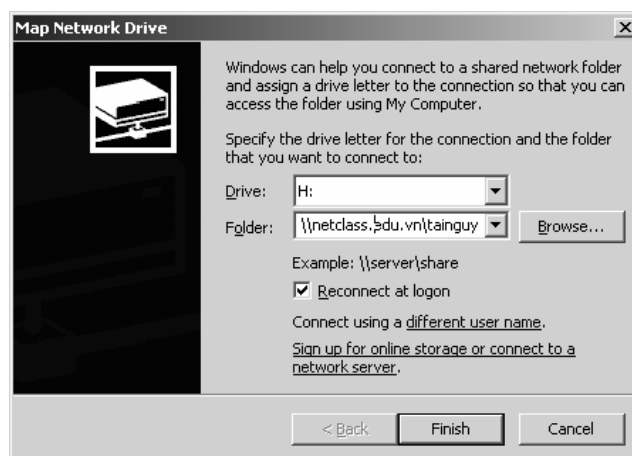 Map Network Drive
Windows can help you connect to a shared network folder
and assign a drive letter to the connection so that you can
access the folder using My Computer.
Specify the drive letter for the connection and the folder
that you want to connect to:
Drive: H:
Folder: \\netclass.edu.vn\tainguy Browse...
Example: \\server\share
Reconnect at logon
Connect using a different user name.
Sign up for online storage or connect to a
network server.
< Back Finish Cancel